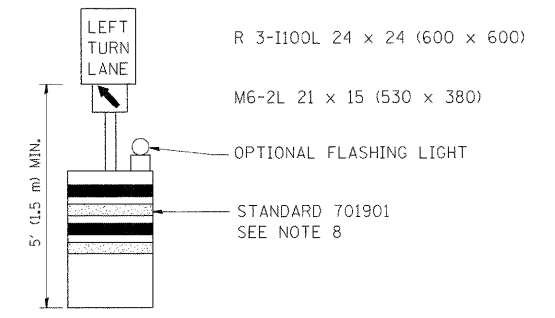 LEFT
TURN
LANE
R 3-I100L 24 x 24 (600 x 600)
M6-2L 21 x 15 (530 x 380)
OPTIONAL FLASHING LIGHT
STANDARD 701901
SEE NOTE 8
5' (1.5 m) MIN.